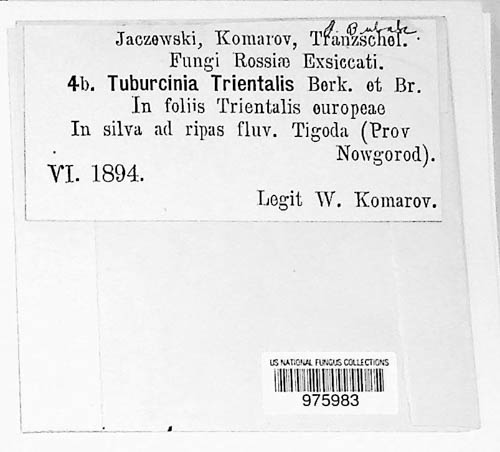 Jaczewski, Komarov, Tranzschel.
Fungi Rossiæ Exsiccati.
4b. Tuburcinia Trientalis Berk. et Br.
In foliis Trientalis europeae
In silva ad ripas fluv. Tigoda (Prov
Nowgorod).
VI. 1894.
Legit W. Komarov.
US NATIONAL FUNGUS COLLECTIONS
975983